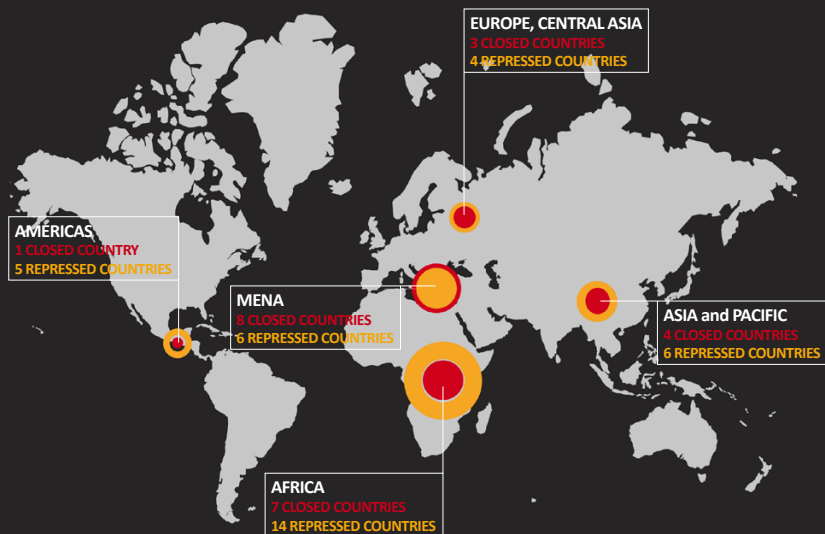 EUROPE, CENTRAL ASIA
3 CLOSED COUNTRIES
4 REPRESSED COUNTRIES
AMERICAS
1 CLOSED COUNTRY
5 REPRESSED COUNTRIES
MENA
8 CLOSED COUNTRIES
6 REPRESSED COUNTRIES
ASIA and PACIFIC
4 CLOSED COUNTRIES
6 REPRESSED COUNTRIES
AFRICA
7 CLOSED COUNTRIES
14 REPRESSED COUNTRIES